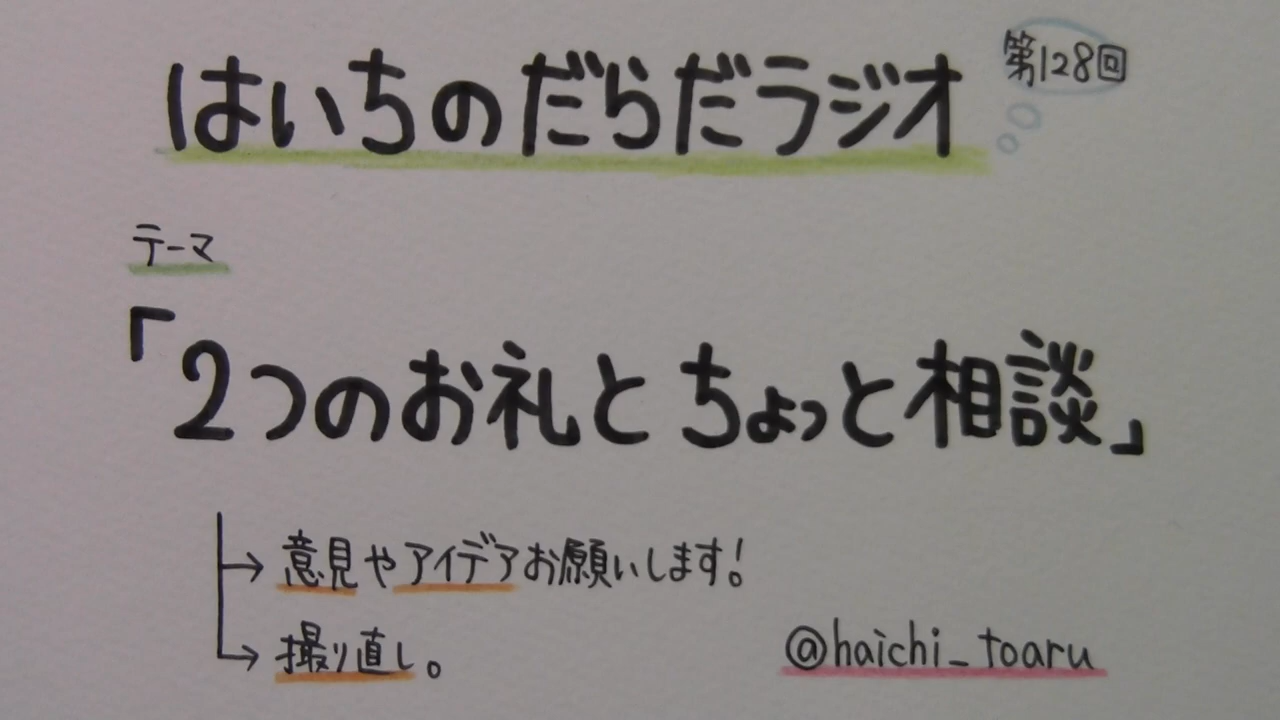 はいちのだらだラジオ 第128回
テーマ
「2つのお礼とちょっと相談」
→ 意見やアイデアお願いします!
→ 撮り直し。
@haichi_toaru